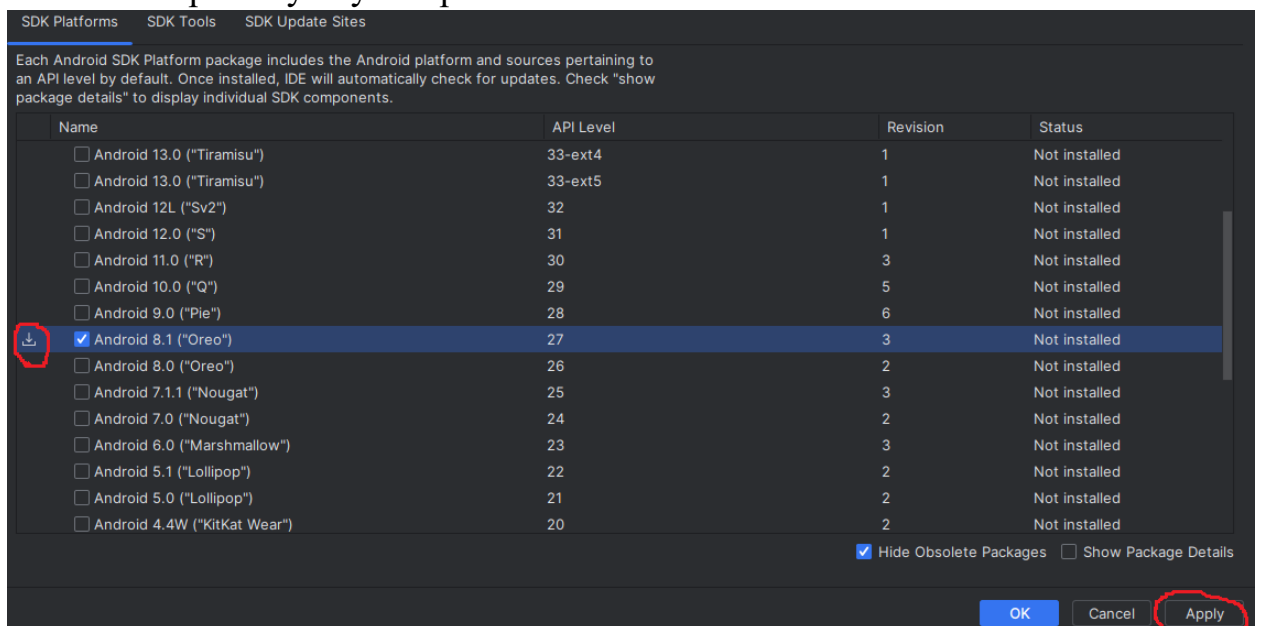 SDK Platforms SDK Tools SDK Update Sites
Each Android SDK Platform package includes the Android platform and sources pertaining to
an API level by default. Once installed, IDE will automatically check for updates. Check "show
package details" to display individual SDK components.
Name API Level Revision Status
Android 13.0 ("Tiramisu") 33-ext4 1 Not installed
Android 13.0 ("Tiramisu") 33-ext5 1 Not installed
Android 12L ("Sv2") 32 1 Not installed
Android 12.0 ("S") 31 1 Not installed
Android 11.0 ("R") 30 3 Not installed
Android 10.0 ("Q") 29 5 Not installed
Android 9.0 ("Pie") 28 6 Not installed
Android 8.1 ("Oreo") 27 3 Not installed
Android 8.0 ("Oreo") 26 2 Not installed
Android 7.1.1 ("Nougat") 25 3 Not installed
Android 7.0 ("Nougat") 24 2 Not installed
Android 6.0 ("Marshmallow") 23 3 Not installed
Android 5.1 ("Lollipop") 22 2 Not installed
Android 5.0 ("Lollipop") 21 2 Not installed
Android 4.4W ("KitKat Wear") 20 2 Not installed
Hide Obsolete Packages Show Package Details
OK Cancel Apply